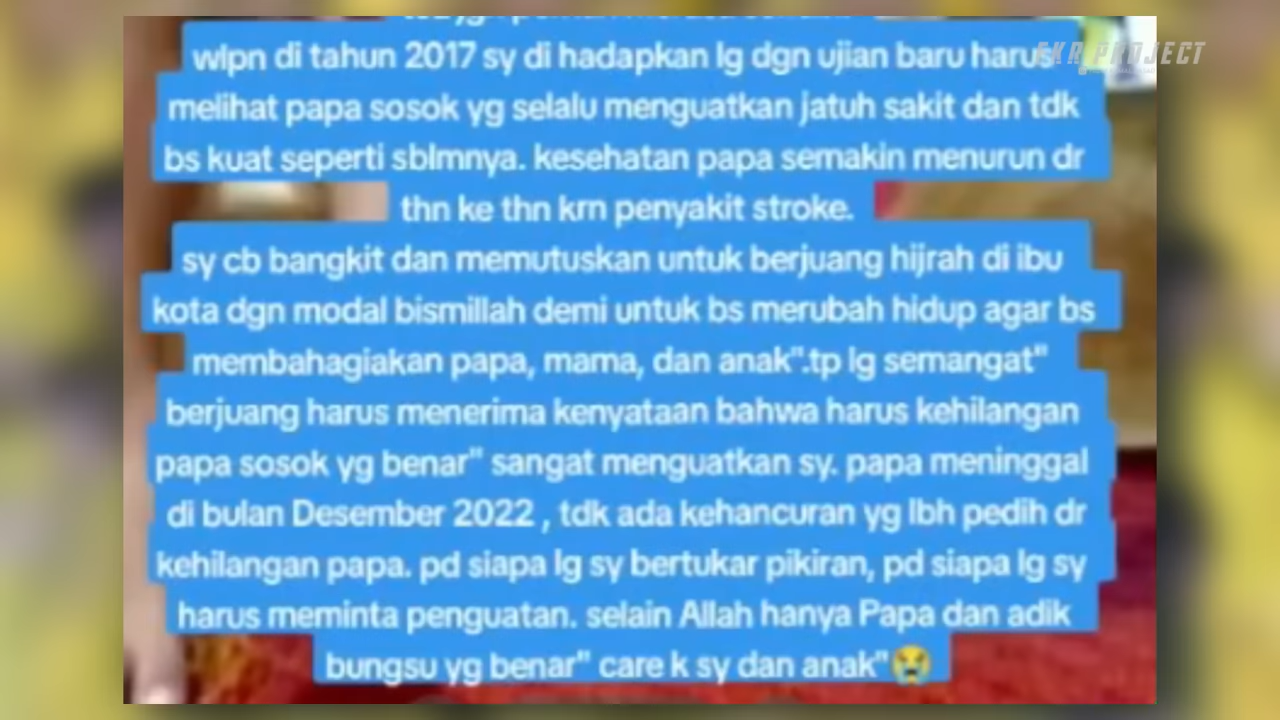 wlpn di tahun 2017 sy di hadapkan lg dgn ujian baru harus
EKR PROJECT
melihat papa sosok yg selalu menguatkan jatuh sakit dan tdk
bs kuat seperti sblmnya. kesehatan papa semakin menurun dr
thn ke thn krn penyakit stroke.
sy cb bangkit dan memutuskan untuk berjuang hijrah di ibu
kota dgn modal bismillah demi untuk bs merubah hidup agar bs
membahagiakan papa, mama, dan anak".tp lg semangat"
berjuang harus menerima kenyataan bahwa harus kehilangan
papa sosok yg benar" sangat menguatkan sy. papa meninggal
di bulan Desember 2022 , tdk ada kehancuran yg lbh pedih dr
kehilangan papa. pd siapa lg sy bertukar pikiran, pd siapa lg sy
harus meminta penguatan. selain Allah hanya Papa dan adik
bungsu yg benar" care k sy dan anak"😭